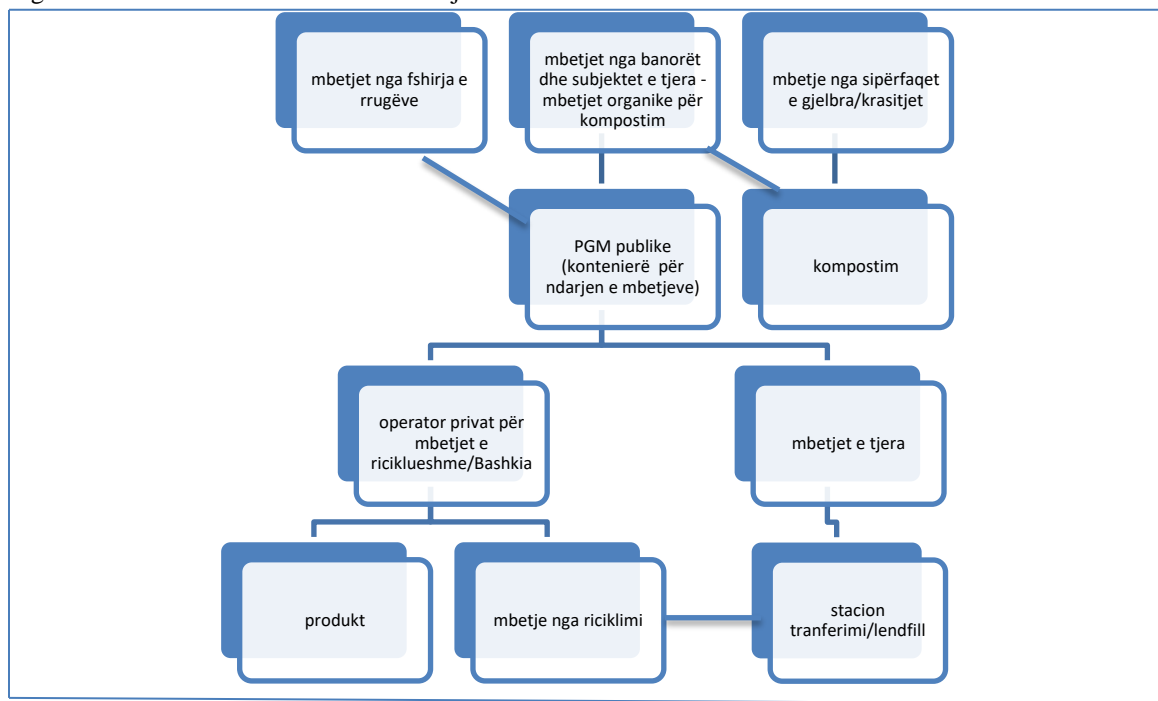 mbetjet nga fshirja e
rrugëve
mbetjet nga banorët
dhe subjektet e tjera -
mbetjet organike për
kompostim
mbetje nga sipërfaqet
e gjelbra/krasitjet
PGM publike
(kontenierë për
ndarjen e mbetjeve)
kompostim
operator privat për
mbetjet e
riciklueshme/Bashkia
mbetjet e tjera
produkt
mbetje nga riciklimi
stacion
tranferimi/lendfill